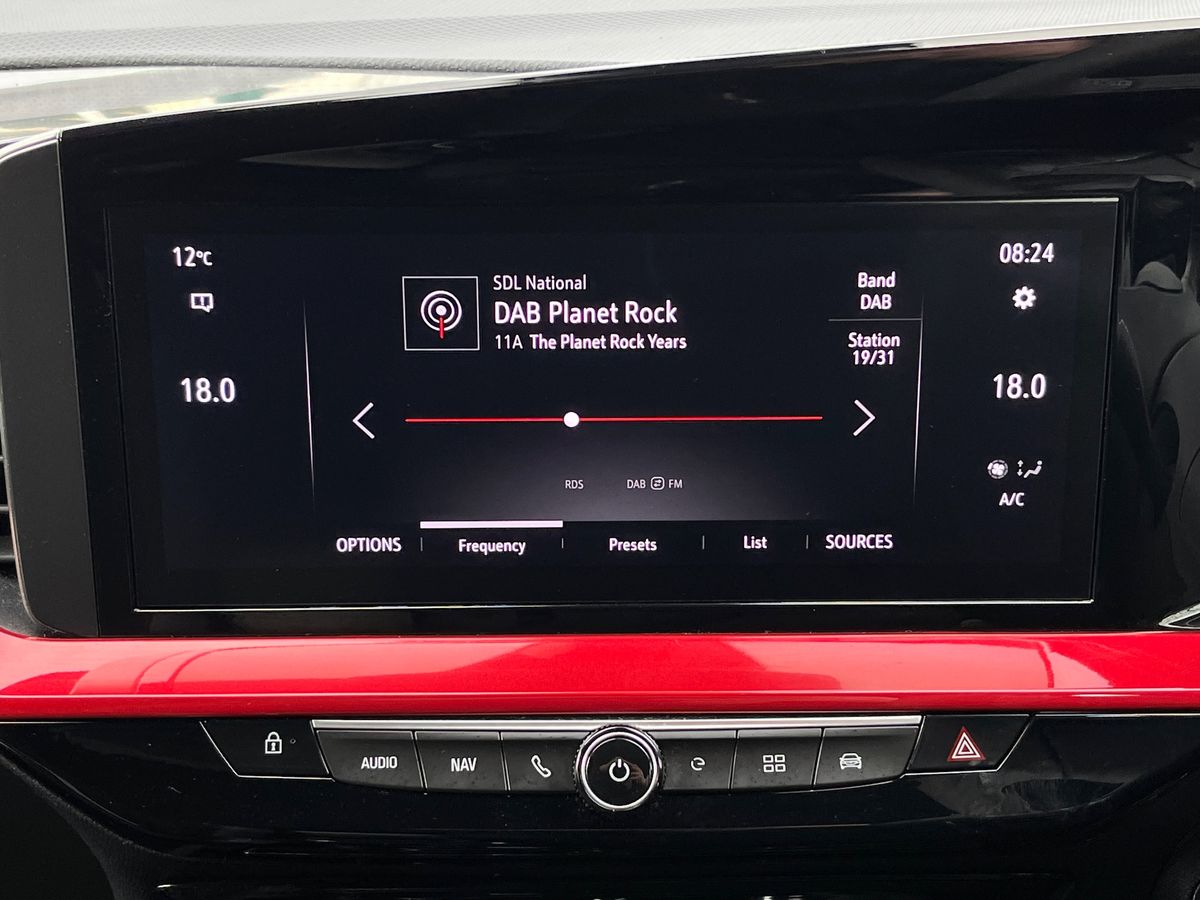 12°C
08:24
SDL National
DAB Planet Rock
11A The Planet Rock Years
Band
DAB
Station
19/31
18.0
18.0
RDS
DAB FM
A/C
OPTIONS
Frequency
Presets
List
SOURCES
AUDIO
NAV